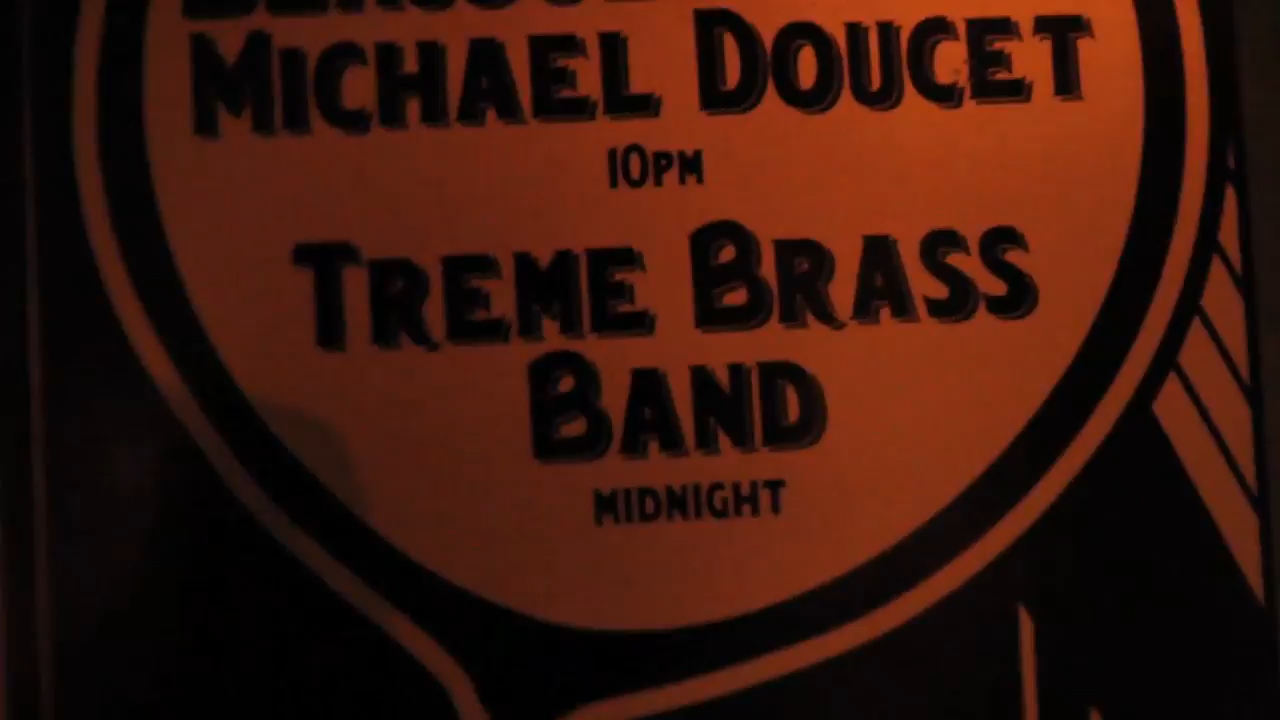 MICHAEL DOUCET
10PM
TREME BRASS
BAND
MIDNIGHT